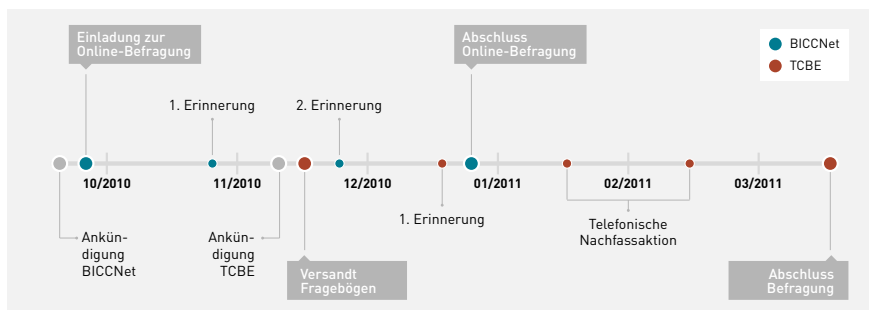 Einladung zur
Online-Befragung
Abschluss
Online-Befragung
BICCNet
TCBE
1. Erinnerung
2. Erinnerung
10/2010
11/2010
12/2010
01/2011
02/2011
03/2011
Ankün-
digung
BICCNet
Ankün-
digung
TCBE
1. Erinnerung
Telefonische
Nachfassaktion
Versandt
Fragebögen
Abschluss
Befragung